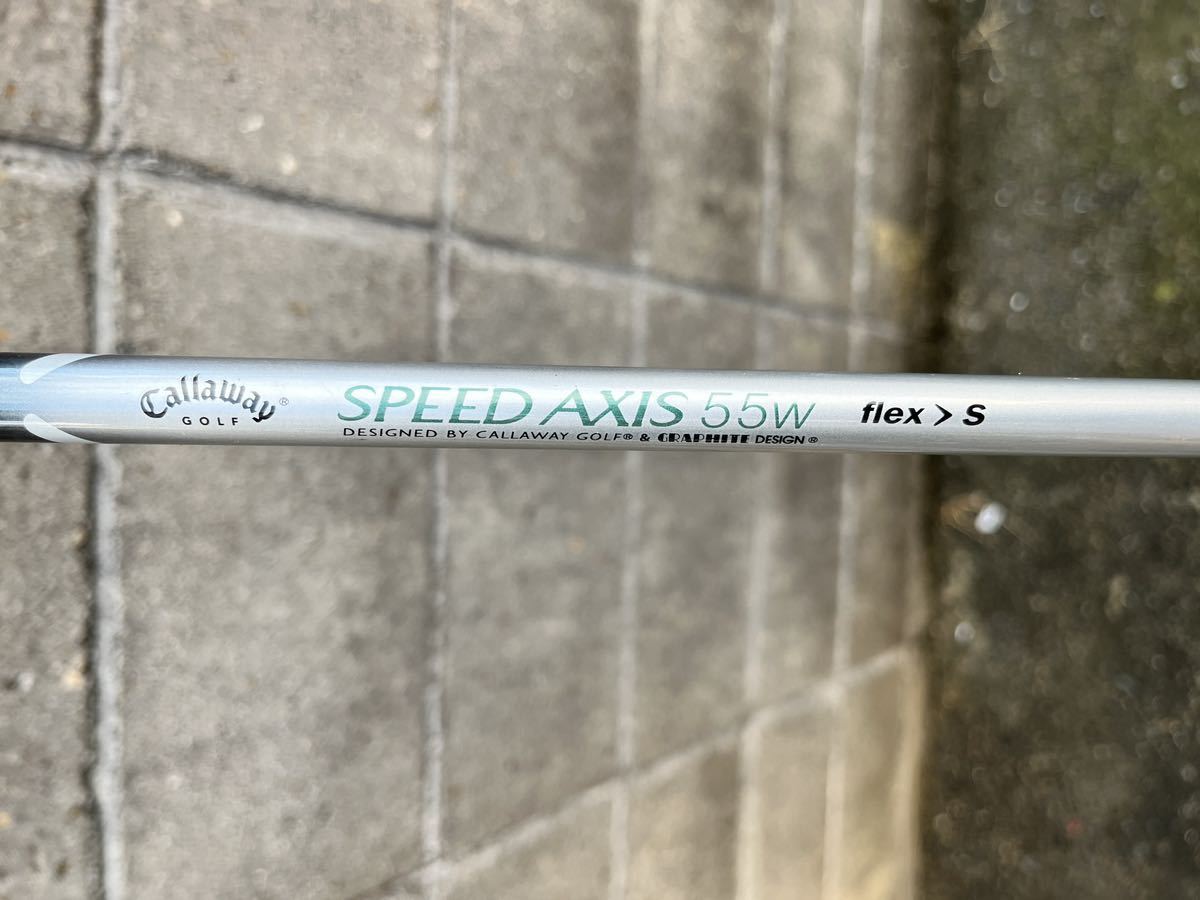 Callaway®
GOLF
SPEED AXIS 55W
DESIGNED BY CALLAWAY GOLF® & GRAPHITE DESIGN®
flex > S